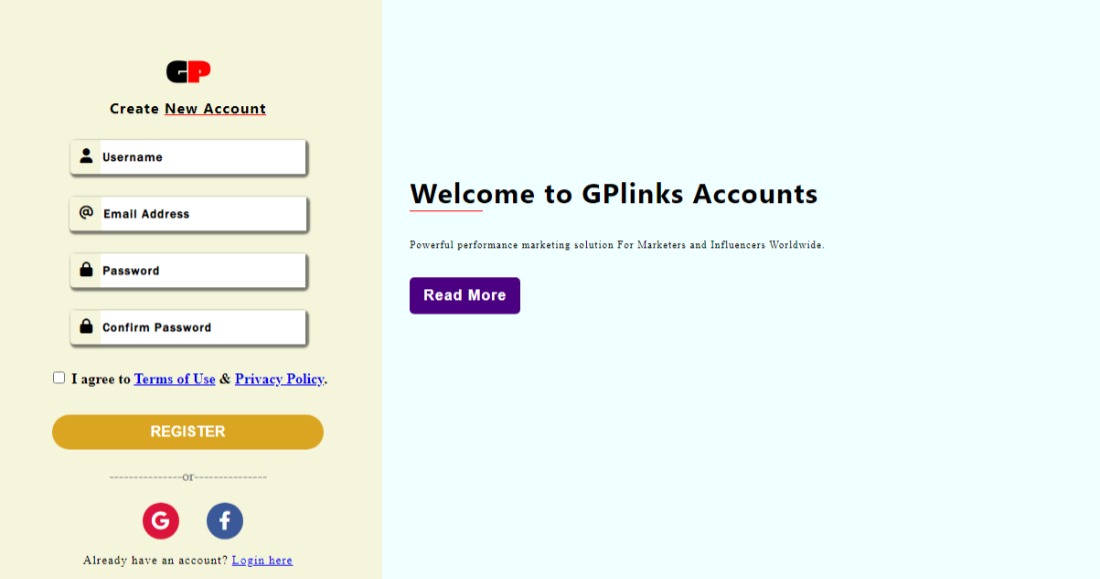 GP
Create New Account
Username
@ Email Address
Password
Confirm Password
I agree to Terms of Use & Privacy Policy.
REGISTER
---------------or---------------
G f
Already have an account? Login here
Welcome to GPlinks Accounts
Powerful performance marketing solution For Marketers and Influencers Worldwide.
Read More